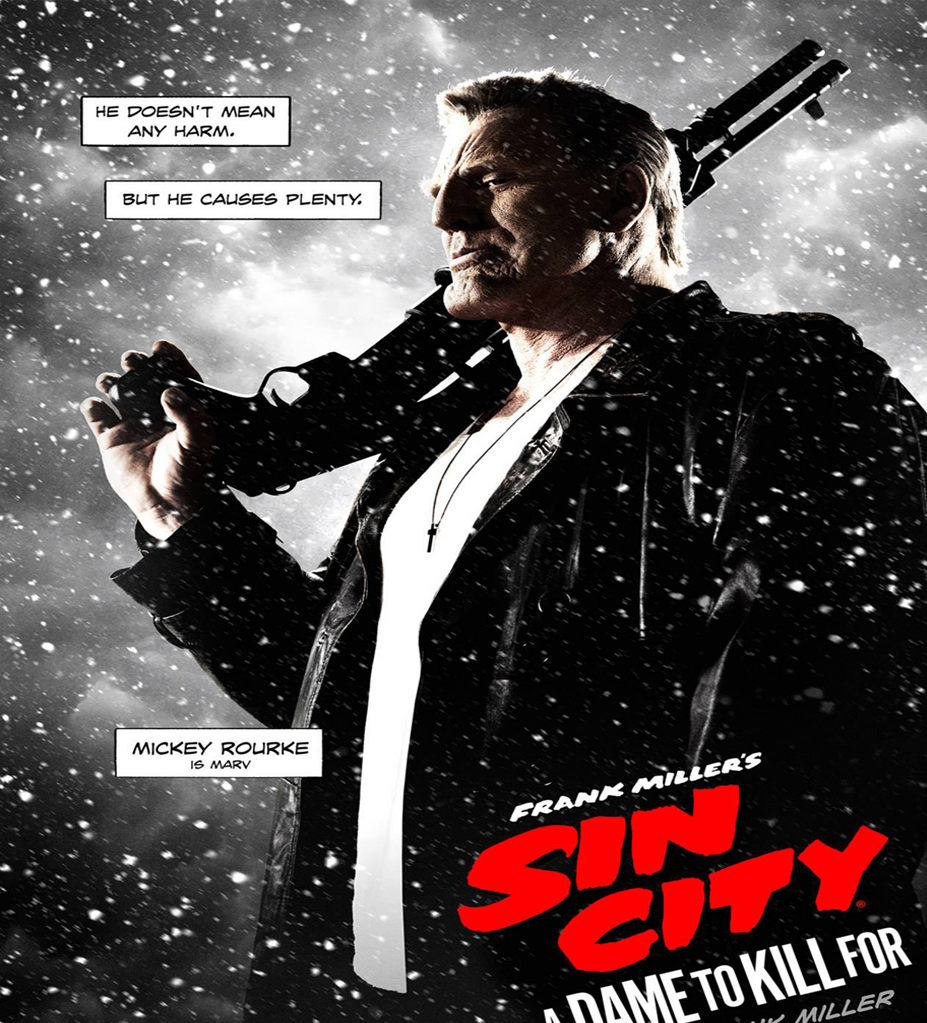 HE DOESN'T MEAN
ANY HARM.
BUT HE CAUSES PLENTY.
MICKEY ROURKE
IS MARV
FRANK MILLER'S
SIN
CITY®
A DAME TO KILL FOR
MILLER